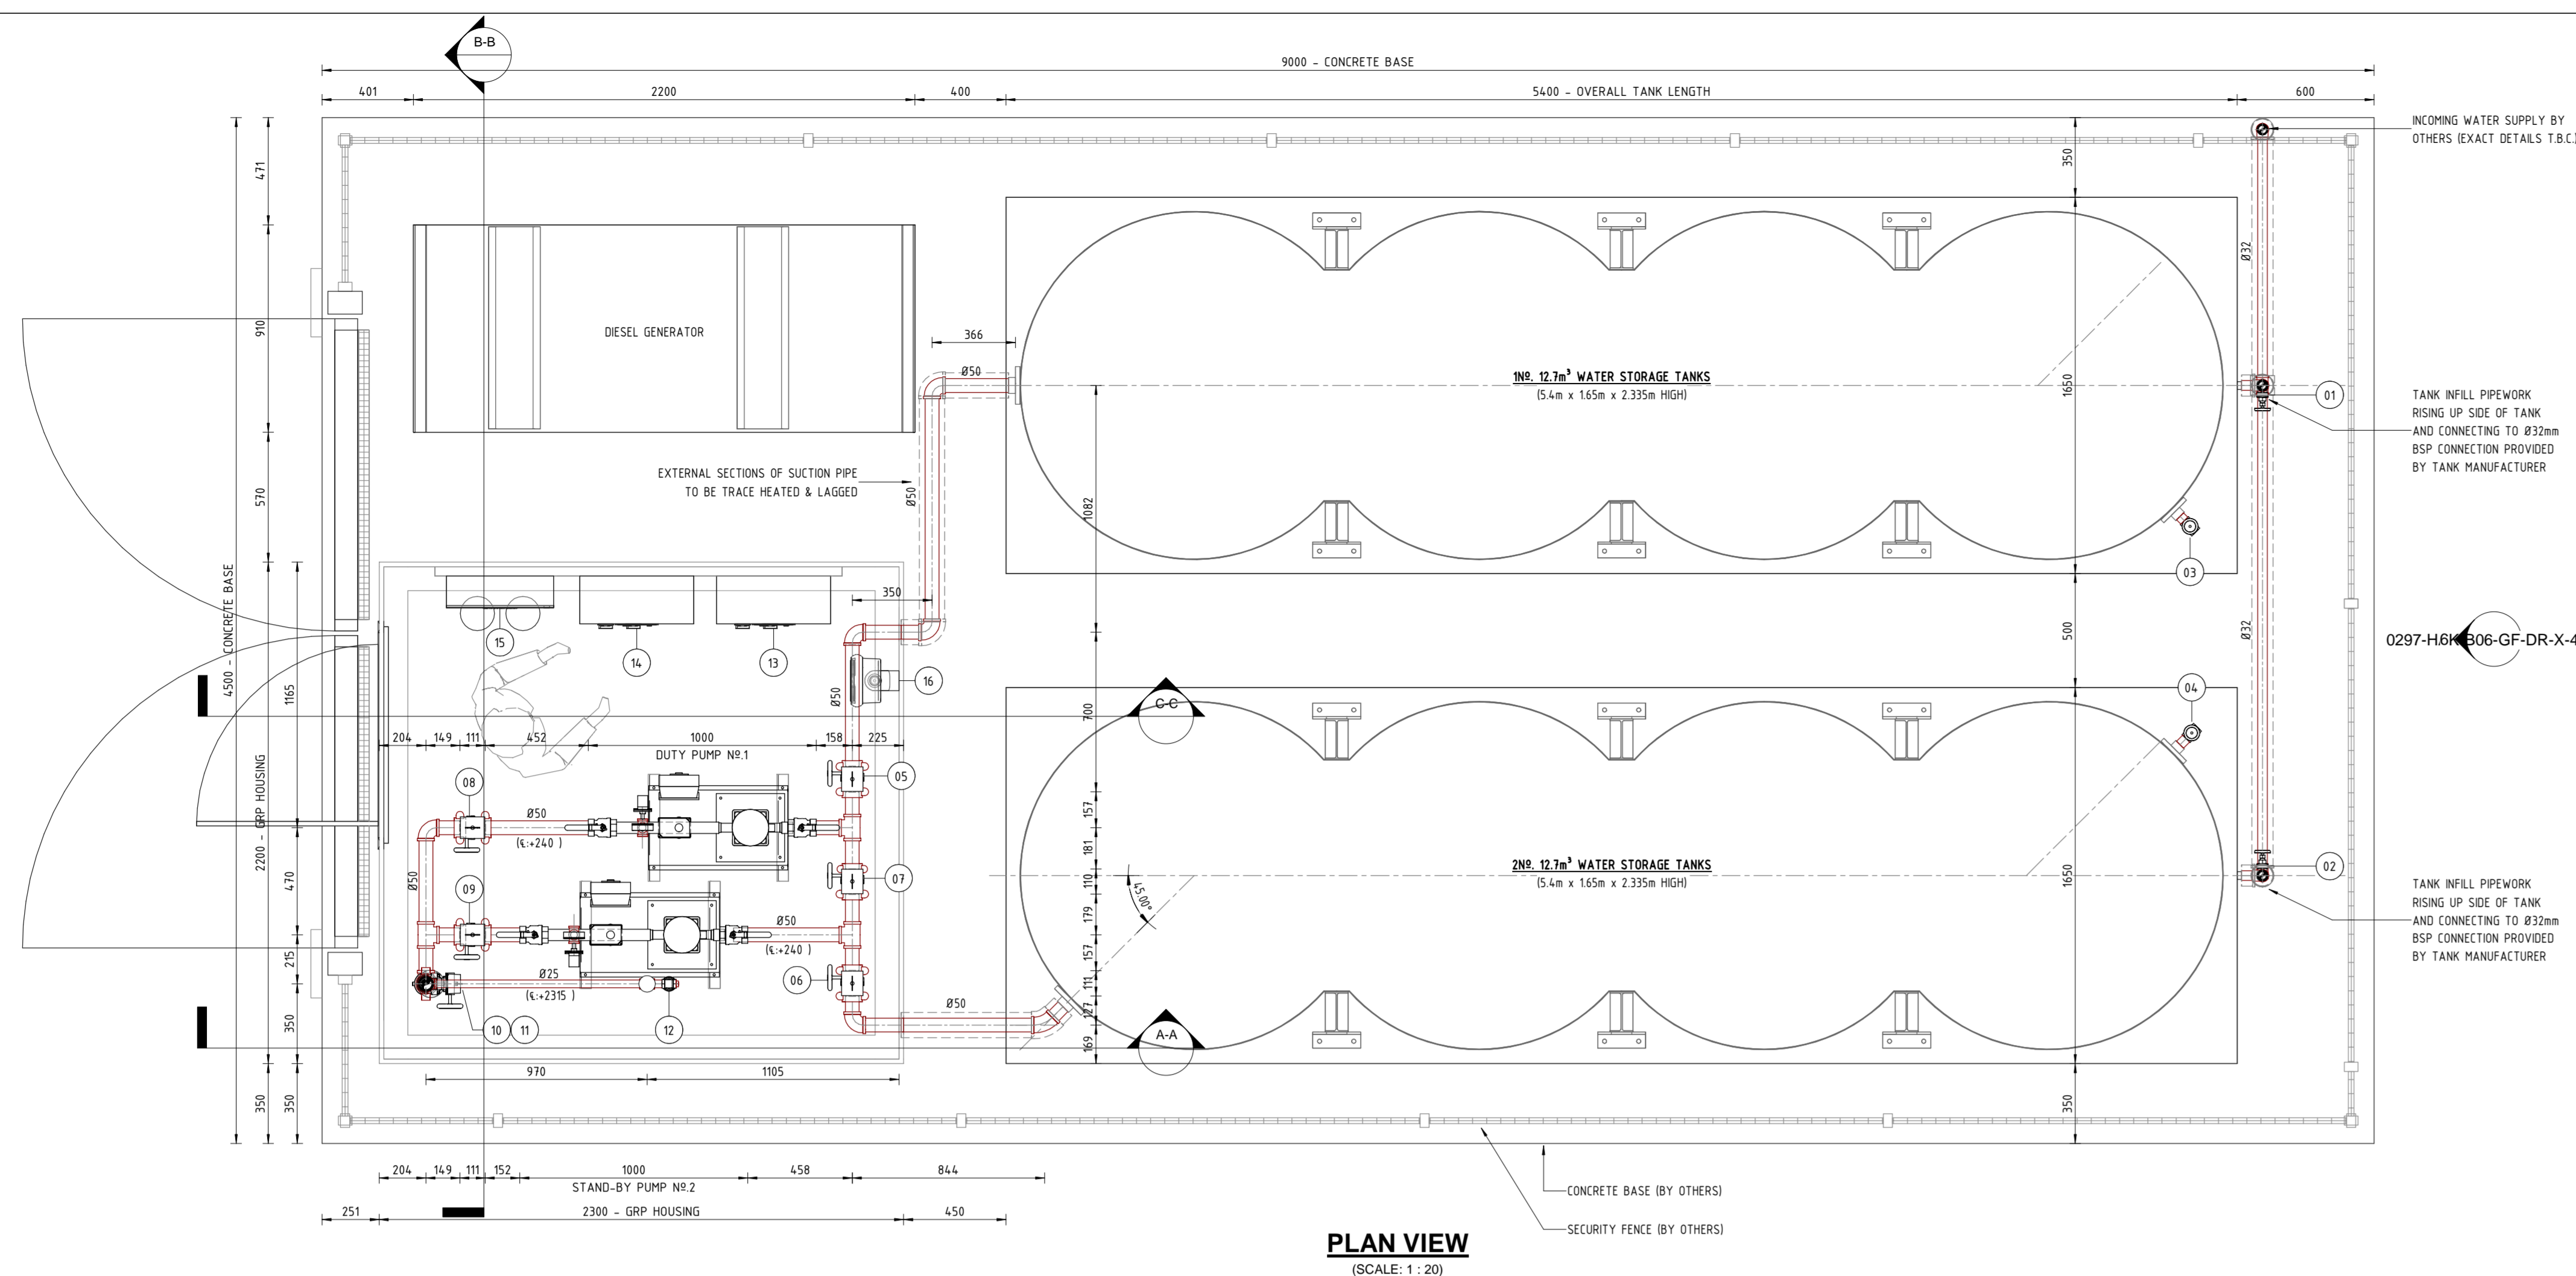 B-B
9000 - CONCRETE BASE
401
2200
400
5400 - OVERALL TANK LENGTH
600
INCOMING WATER SUPPLY BY
OTHERS (EXACT DETAILS T.B.C.)
471
350
Ø32
910
DIESEL GENERATOR
366
Ø50
1Nº. 12.7m³ WATER STORAGE TANKS
(5.4m x 1.65m x 2.335m HIGH)
1650
01
TANK INFILL PIPEWORK
RISING UP SIDE OF TANK
AND CONNECTING TO Ø32mm
BSP CONNECTION PROVIDED
BY TANK MANUFACTURER
EXTERNAL SECTIONS OF SUCTION PIPE
TO BE TRACE HEATED & LAGGED
Ø50
570
1082
03
4500 - CONCRETE BASE
350
500
Ø32
15
14
13
16
0297-H.6K B06-GF-DR-X-4
1165
Ø50
C-C
700
04
204
149
111
452
1000
158
225
DUTY PUMP Nº.1
08
05
2200 - GRP HOUSING
Ø50
(℄:+240 )
157
181
470
Ø50
09
07
110
45.00°
2Nº. 12.7m³ WATER STORAGE TANKS
(5.4m x 1.65m x 2.335m HIGH)
1650
02
TANK INFILL PIPEWORK
RISING UP SIDE OF TANK
AND CONNECTING TO Ø32mm
BSP CONNECTION PROVIDED
BY TANK MANUFACTURER
179
Ø50
(℄:+240 )
157
215
Ø25
(℄:+2315 )
06
111
Ø50
127
350
10
11
12
169
A-A
970
1105
350
350
350
204
149
111
152
1000
458
844
STAND-BY PUMP Nº.2
251
2300 - GRP HOUSING
450
CONCRETE BASE (BY OTHERS)
SECURITY FENCE (BY OTHERS)
PLAN VIEW
(SCALE: 1 : 20)